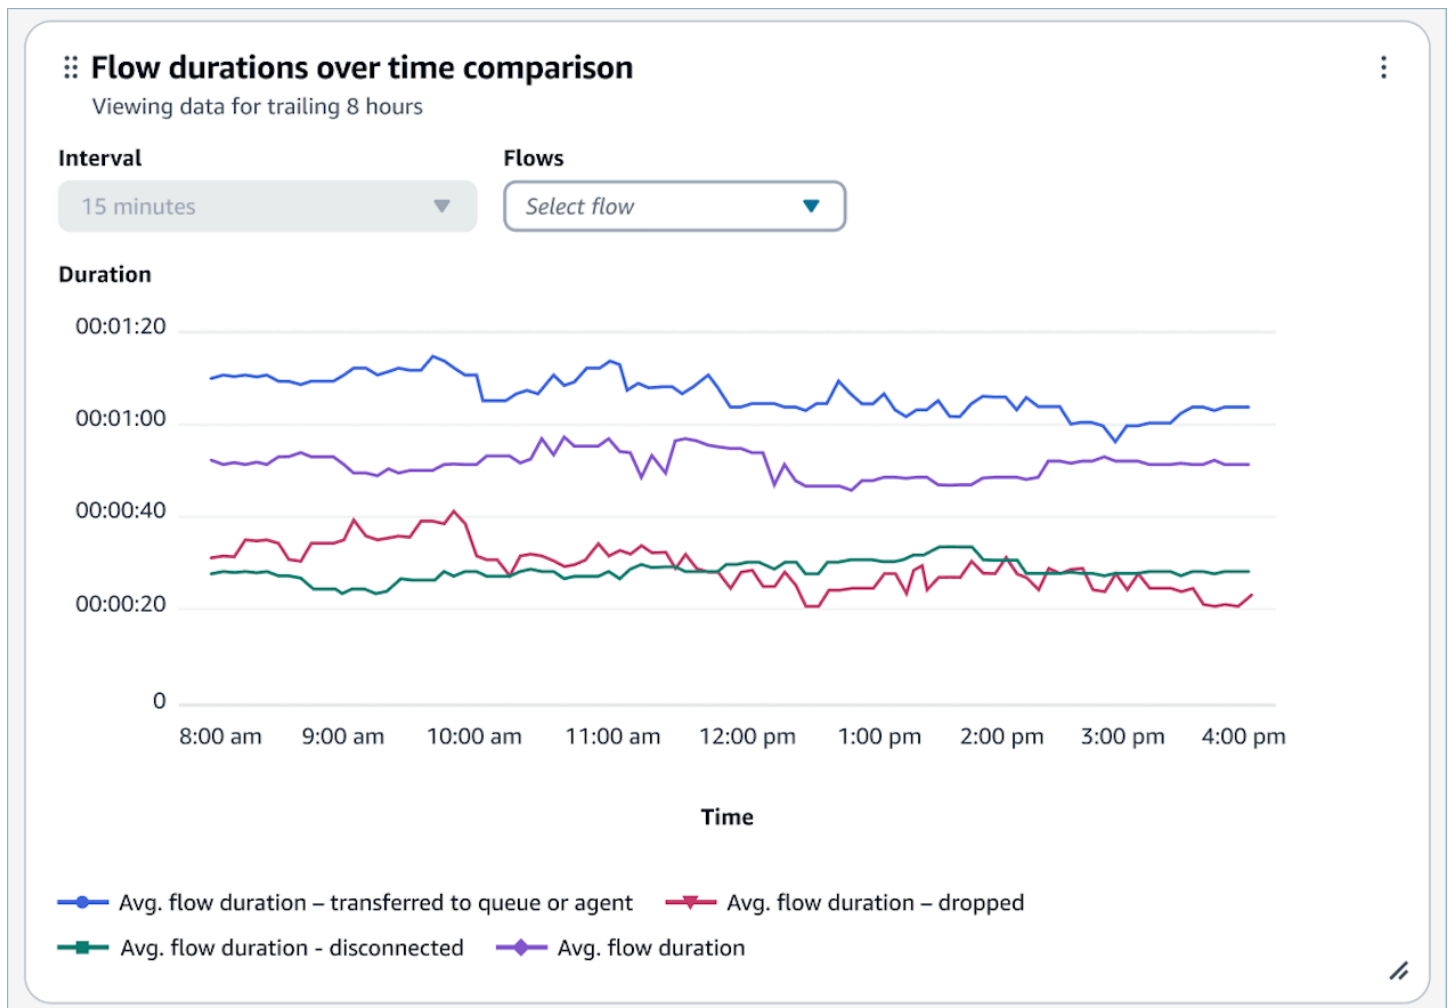 Flow durations over time comparison
Viewing data for trailing 8 hours
Interval Flows
15 minutes Select flow
Duration
00:01:20
00:01:00
00:00:40
00:00:20
0
8:00 am 9:00 am 10:00 am 11:00 am 12:00 pm 1:00 pm 2:00 pm 3:00 pm 4:00 pm
Time
Avg. flow duration – transferred to queue or agent Avg. flow duration – dropped
Avg. flow duration - disconnected Avg. flow duration